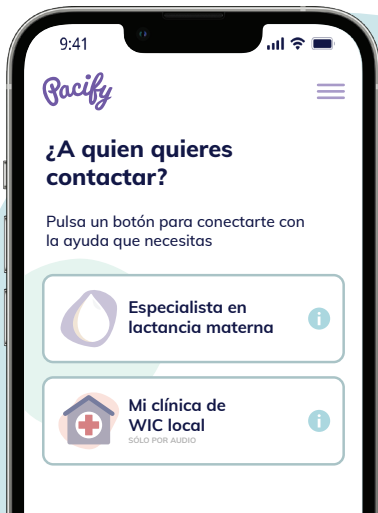 9:41
Pacify
¿A quien quieres
contactar?
Pulsa un botón para conectarte con
la ayuda que necesitas
Especialista en
lactancia materna
i
Mi clínica de
WIC local
SÓLO POR AUDIO
i